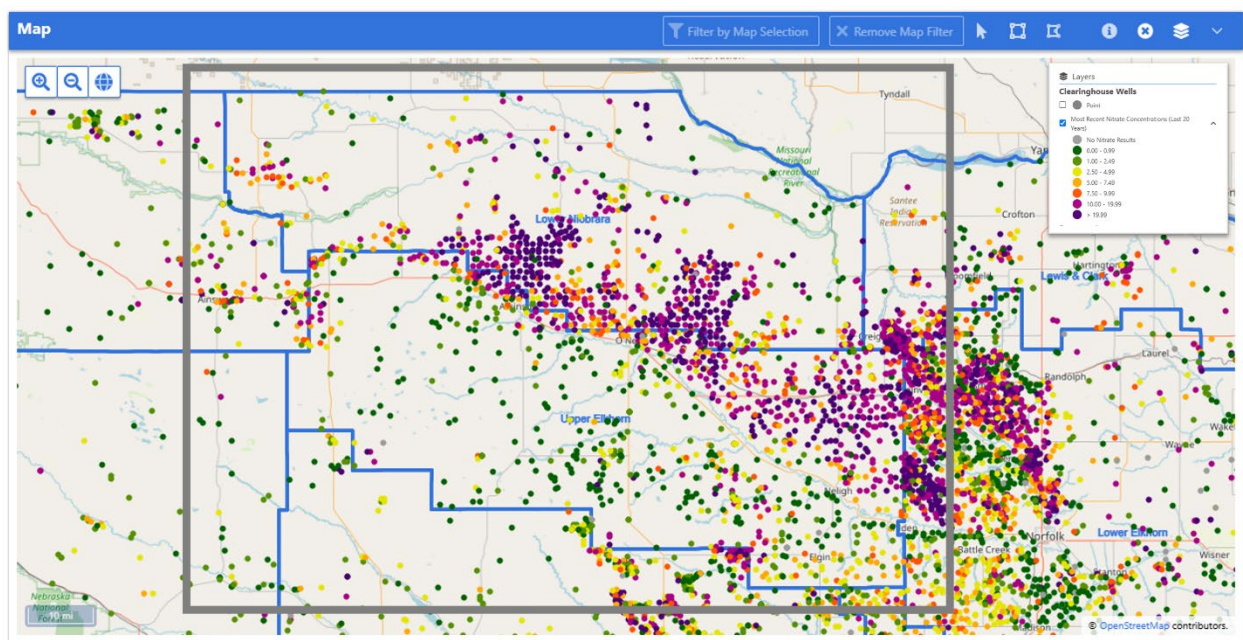 Map
Filter by Map Selection
Remove Map Filter
Layers
Clearinghouse Wells
Point
Most Recent Nitrate Concentrations (Last 20 Years)
No Nitrate Results
0.00 - 0.99
1.00 - 2.49
2.50 - 4.99
5.00 - 7.49
7.50 - 9.99
10.00 - 19.99
> 19.99
Tyndall
Missouri
National
Recreational
River
Santee
Indian
Reservation
Crofton
Lower Niobrara
Hartington
Lewis & Clark
Laurel
Randolph
Upper Elkhorn
Wayne
Neligh
Norfolk
Lower Elkhorn
Battle Creek
Elgin
Wisner
Stanton
Madison
Nebraska
National
© OpenStreetMap contributors.